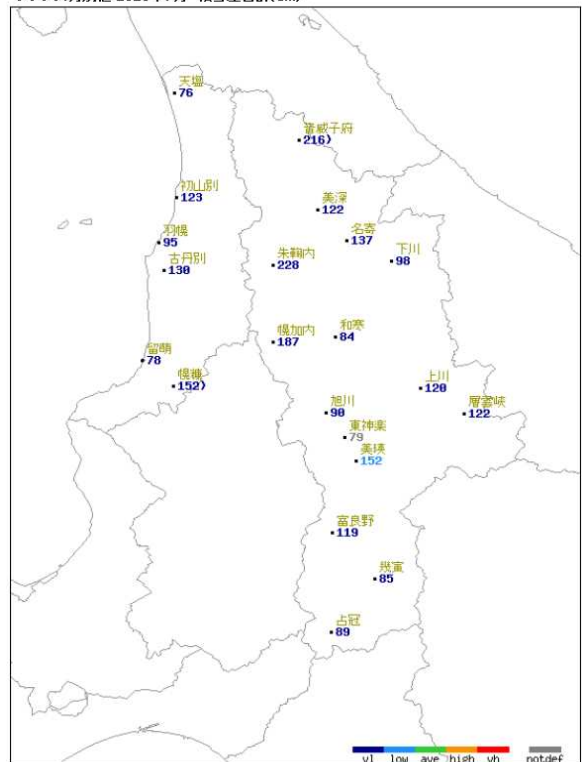 天塩
76
音威子府
216)
初山別
123
美深
122
羽幌
95
名寄
137
古丹別
130
朱鞠内
228
下川
98
幌加内
187
和寒
84
留萌
78
幌糠
152)
上川
120
層雲峡
122
旭川
90
東神楽
79
美瑛
152
富良野
119
幾寅
85
占冠
89
vl low ave high vh notdef